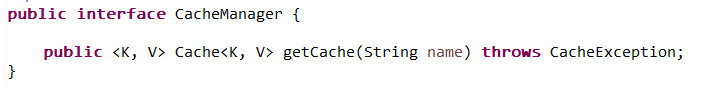 public interface CacheManager {
    public <K, V> Cache<K, V> getCache(String name) throws CacheException;
}